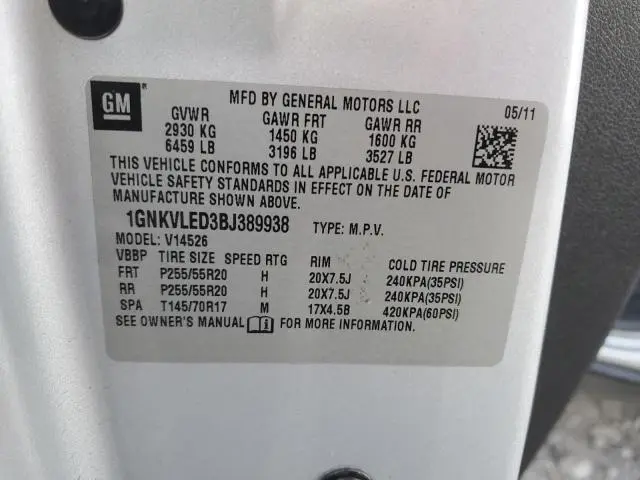 GM
MFD BY GENERAL MOTORS LLC 05/11
GVWR GAWR FRT GAWR RR
2930 KG 1450 KG 1600 KG
6459 LB 3196 LB 3527 LB
THIS VEHICLE CONFORMS TO ALL APPLICABLE U.S. FEDERAL MOTOR
VEHICLE SAFETY STANDARDS IN EFFECT ON THE DATE OF
MANUFACTURE SHOWN ABOVE.
1GNKVLED3BJ389938 TYPE: M.P.V.
MODEL: V14526
VBBP TIRE SIZE SPEED RTG RIM COLD TIRE PRESSURE
FRT P255/55R20 H 20X7.5J 240KPA(35PSI)
RR P255/55R20 H 20X7.5J 240KPA(35PSI)
SPA T145/70R17 M 17X4.5B 420KPA(60PSI)
SEE OWNER'S MANUAL FOR MORE INFORMATION.